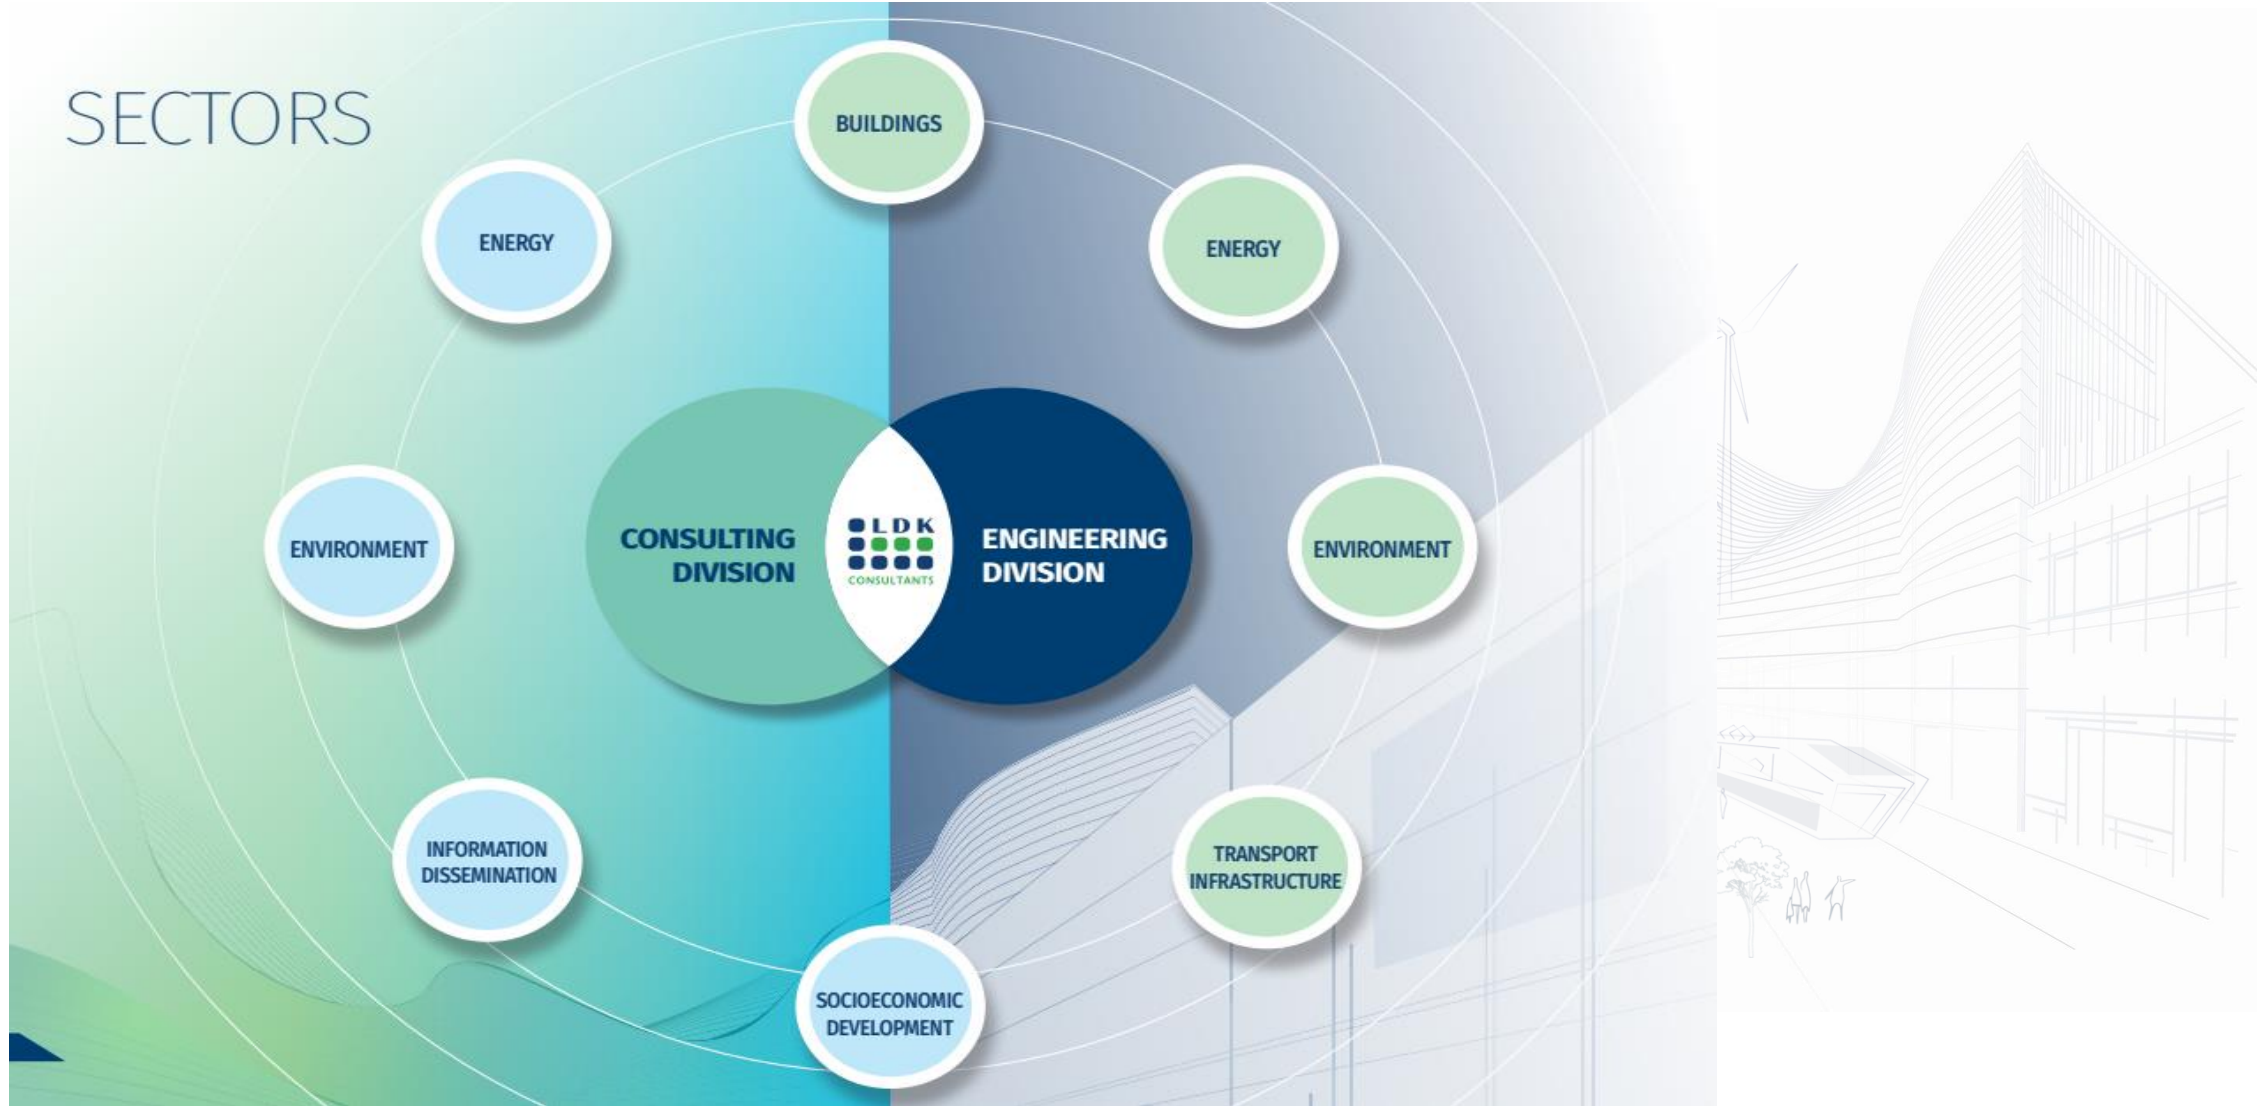 SECTORS
BUILDINGS
ENERGY
ENERGY
CONSULTING
DIVISION
LDK
CONSULTANTS
ENGINEERING
DIVISION
ENVIRONMENT
ENVIRONMENT
INFORMATION
DISSEMINATION
TRANSPORT
INFRASTRUCTURE
SOCIOECONOMIC
DEVELOPMENT